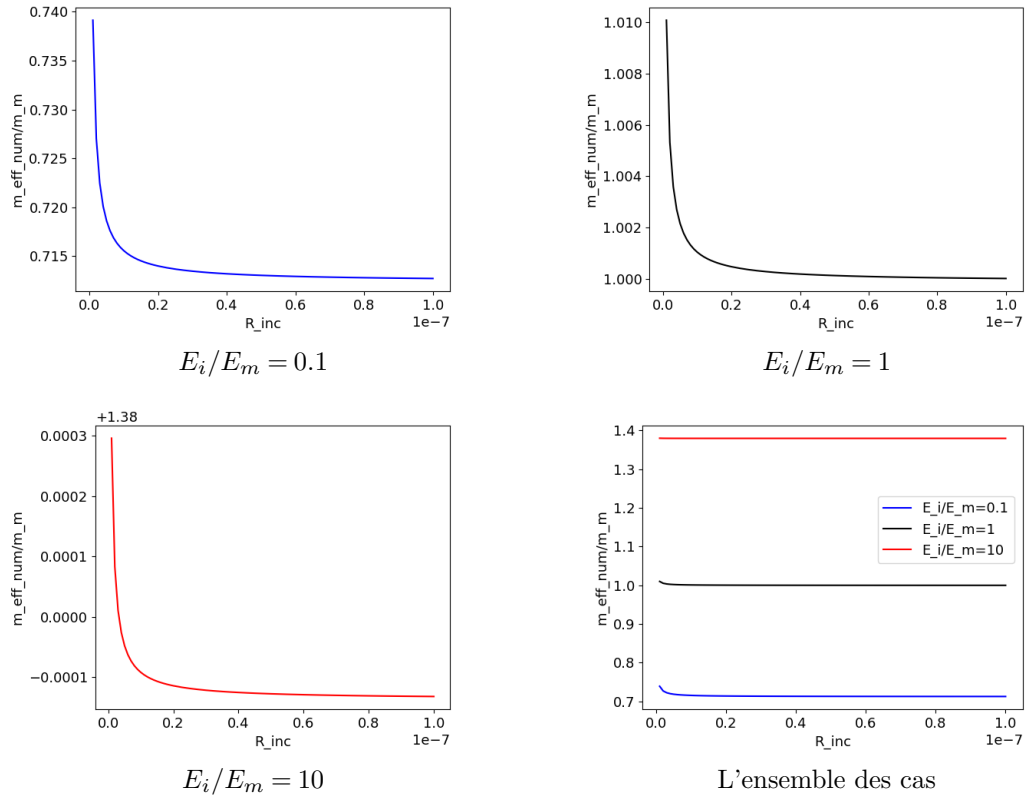 0.740
0.735
0.730
0.725
0.720
0.715
m_eff_num/m_m
0.0 0.2 0.4 0.6 0.8 1.0
R_inc
1e−7
E_i/E_m = 0.1
1.010
1.008
1.006
1.004
1.002
1.000
m_eff_num/m_m
0.0 0.2 0.4 0.6 0.8 1.0
R_inc
1e−7
E_i/E_m = 1
+1.38
0.0003
0.0002
0.0001
0.0000
−0.0001
m_eff_num/m_m
0.0 0.2 0.4 0.6 0.8 1.0
R_inc
1e−7
E_i/E_m = 10
1.4
1.3
1.2
1.1
1.0
0.9
0.8
0.7
m_eff_num/m_m
E_i/E_m=0.1
E_i/E_m=1
E_i/E_m=10
0.0 0.2 0.4 0.6 0.8 1.0
R_inc
1e−7
L'ensemble des cas